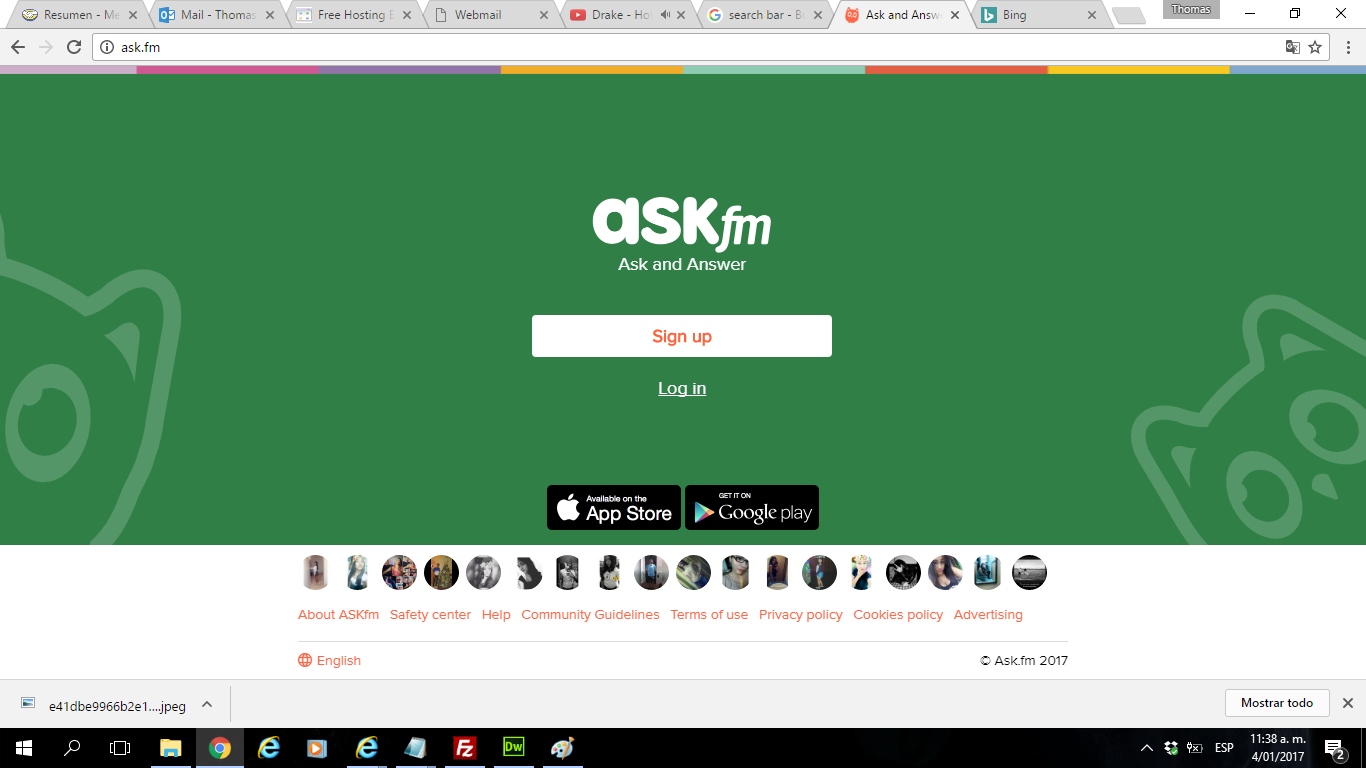 Resumen - Me
Mail - Thomas
Free Hosting E
Webmail
Drake - Ho
search bar - B
Ask and Answ
Bing
Thomas
ask.fm
ASKfm
Ask and Answer
Sign up
Log in
Available on the
App Store
GET IT ON
Google play
About ASKfm Safety center Help Community Guidelines Terms of use Privacy policy Cookies policy Advertising
English
© Ask.fm 2017
e41dbe9966b2e1....jpeg
Mostrar todo
Fz
Dw
ESP
11:38 a. m.
4/01/2017
2